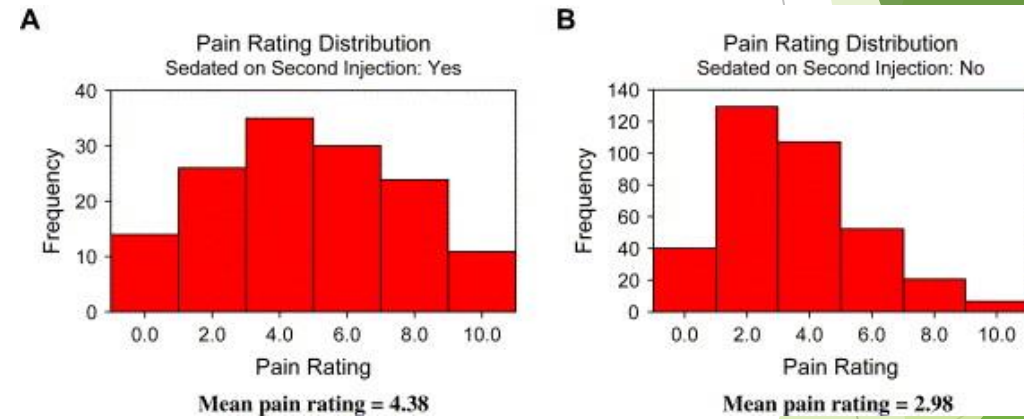 A
Pain Rating Distribution
Sedated on Second Injection: Yes
40
30
20
10
0
Frequency
0.0 2.0 4.0 6.0 8.0 10.0
Pain Rating
Mean pain rating = 4.38
B
Pain Rating Distribution
Sedated on Second Injection: No
140
120
100
80
60
40
20
0
Frequency
0.0 2.0 4.0 6.0 8.0 10.0
Pain Rating
Mean pain rating = 2.98